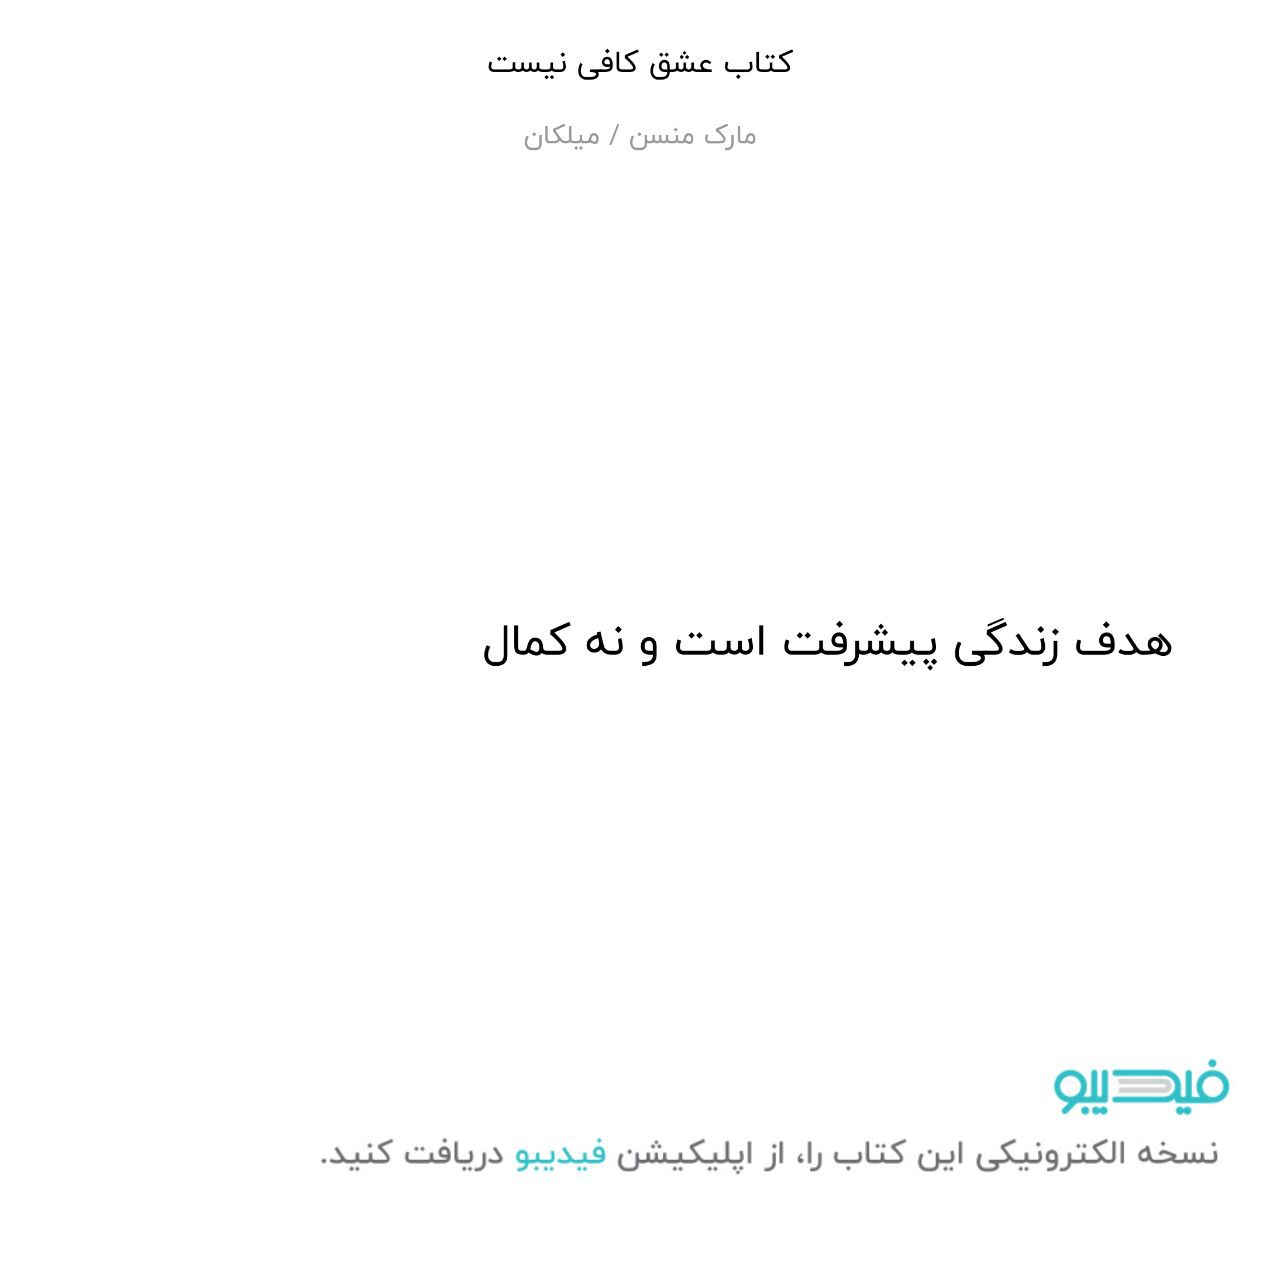 کتاب عشق کافی نیست
مارک منسن / میلکان
هدف زندگی پیشرفت است و نه کمال
فیدیبو
نسخه الکترونیکی این کتاب را، از اپلیکیشن فیدیبو دریافت کنید.